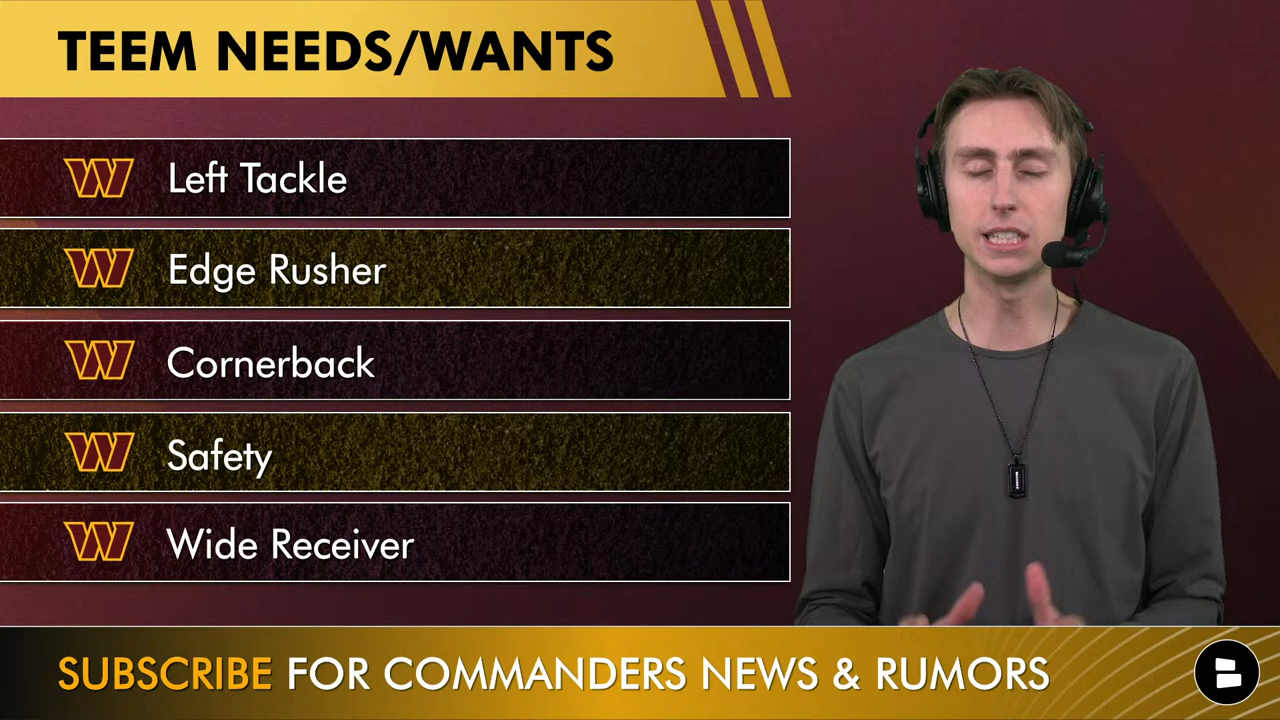 TEEM NEEDS/WANTS
Left Tackle
Edge Rusher
Cornerback
Safety
Wide Receiver
SUBSCRIBE FOR COMMANDERS NEWS & RUMORS